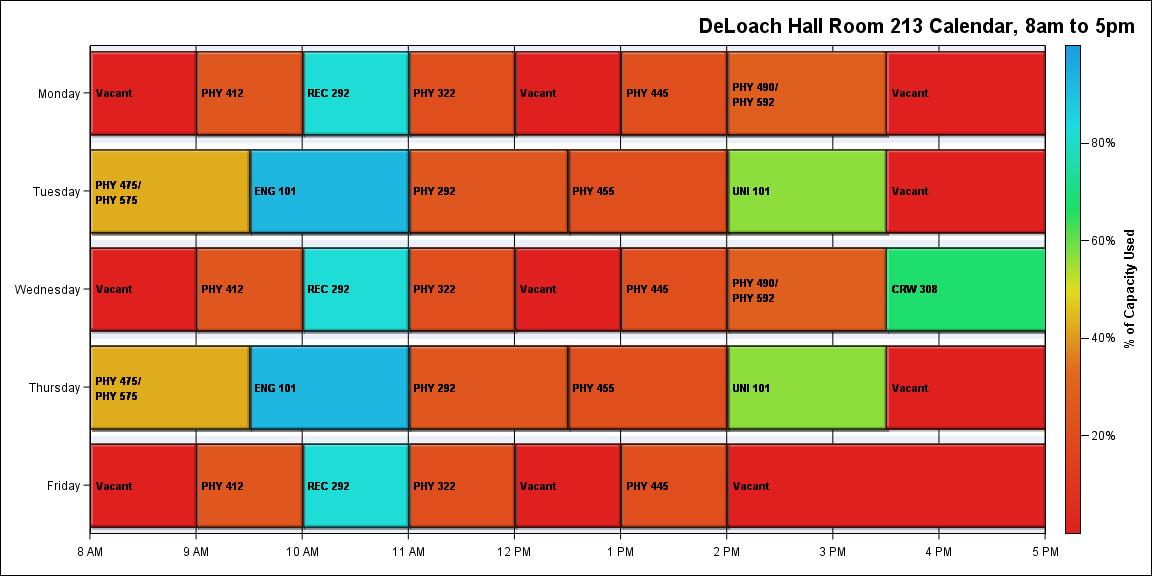 DeLoach Hall Room 213 Calendar, 8am to 5pm
Monday
Vacant
PHY 412
REC 292
PHY 322
Vacant
PHY 445
PHY 490/
PHY 592
Vacant
Tuesday
PHY 475/
PHY 575
ENG 101
PHY 292
PHY 455
UNI 101
Vacant
Wednesday
Vacant
PHY 412
REC 292
PHY 322
Vacant
PHY 445
PHY 490/
PHY 592
CRW 308
Thursday
PHY 475/
PHY 575
ENG 101
PHY 292
PHY 455
UNI 101
Vacant
Friday
Vacant
PHY 412
REC 292
PHY 322
Vacant
PHY 445
Vacant
8 AM
9 AM
10 AM
11 AM
12 PM
1 PM
2 PM
3 PM
4 PM
5 PM
80%
60%
40%
20%
% of Capacity Used